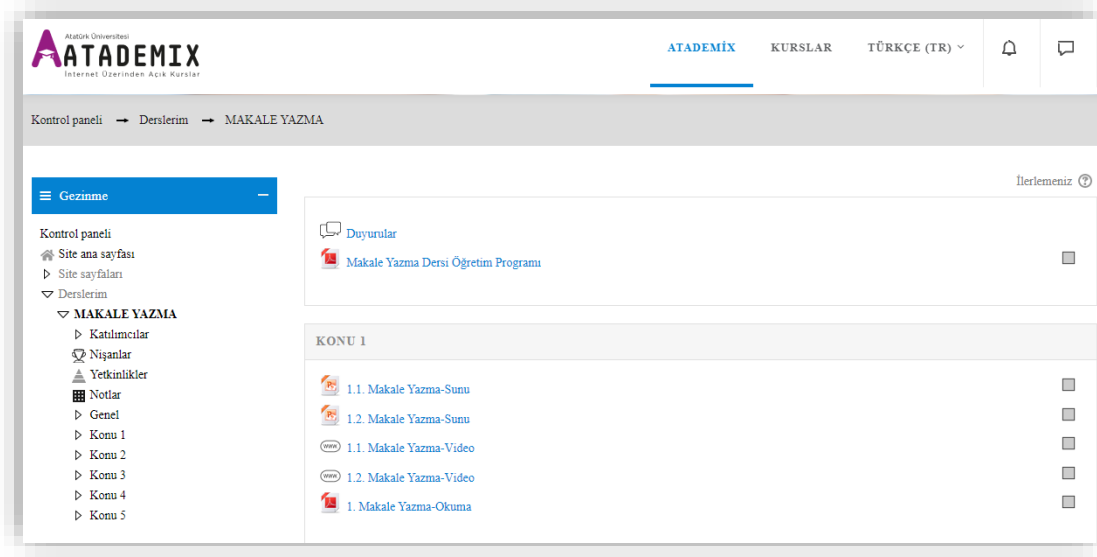 Atatürk Üniversitesi
ATADEMIX
İnternet Üzerinden Açık Kurslar
ATADEMİX
KURSLAR
TÜRKÇE (TR)
Kontrol paneli → Derslerim → MAKALE YAZMA
İlerlemeniz
Gezinme
Kontrol paneli
Site ana sayfası
Site sayfaları
Derslerim
MAKALE YAZMA
Katılımcılar
Nişanlar
Yetkinlikler
Notlar
Genel
Konu 1
Konu 2
Konu 3
Konu 4
Konu 5
Duyurular
Makale Yazma Dersi Öğretim Programı
KONU 1
1.1. Makale Yazma-Sunu
1.2. Makale Yazma-Sunu
www 1.1. Makale Yazma-Video
www 1.2. Makale Yazma-Video
1. Makale Yazma-Okuma